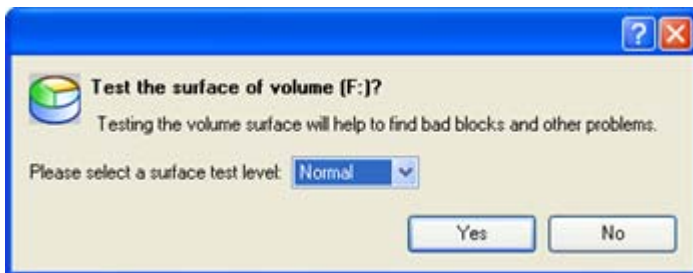 Test the surface of volume (F:)?
Testing the volume surface will help to find bad blocks and other problems.
Please select a surface test level: Normal
Yes No